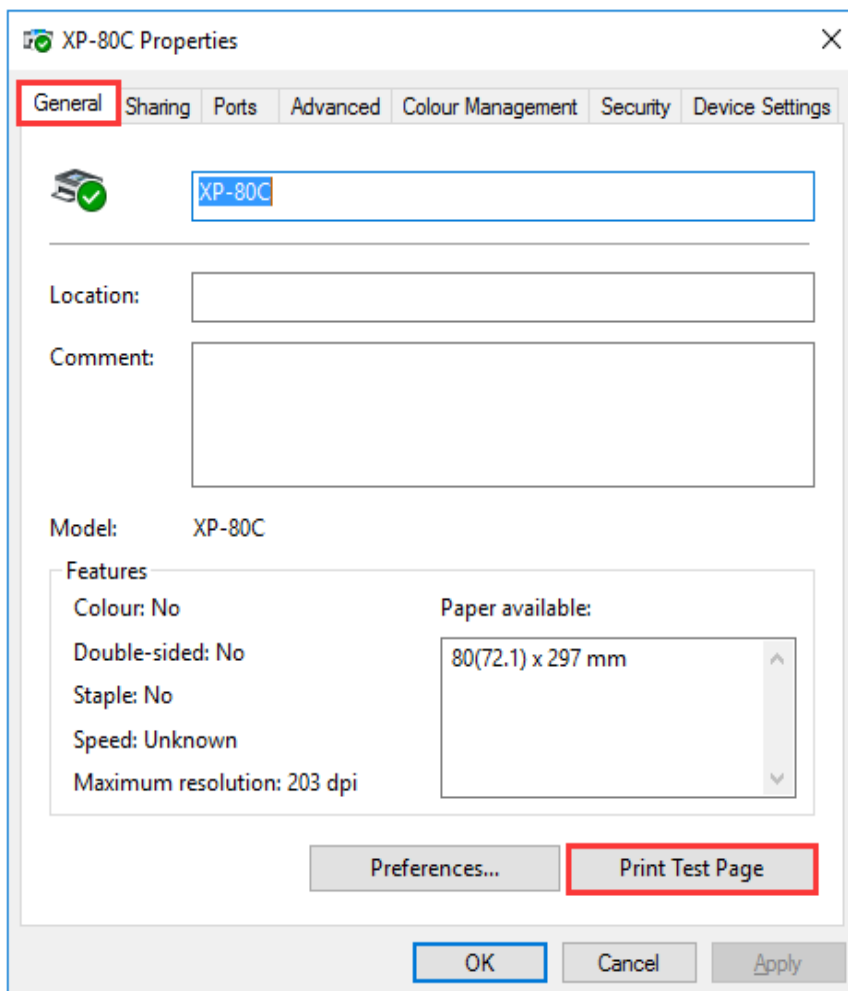 XP-80C Properties
General Sharing Ports Advanced Colour Management Security Device Settings
XP-80C
Location:
Comment:
Model: XP-80C
Features
Colour: No
Double-sided: No
Staple: No
Speed: Unknown
Maximum resolution: 203 dpi
Paper available:
80(72.1) x 297 mm
Preferences... Print Test Page
OK Cancel Apply